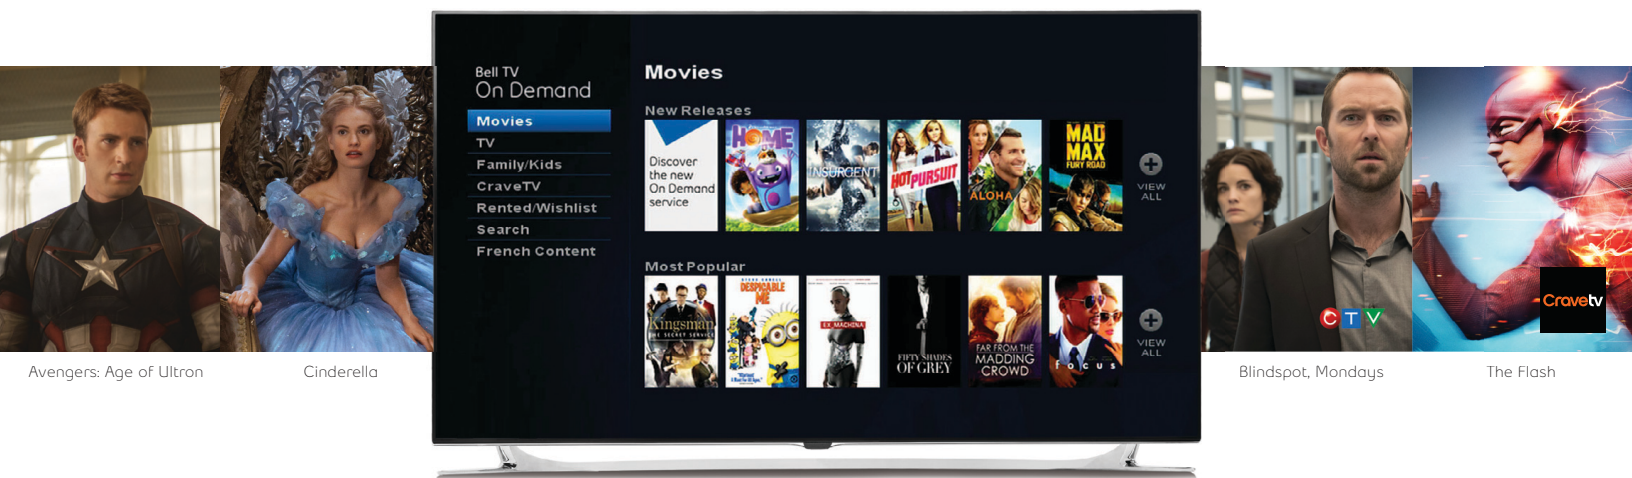 Bell TV
On Demand
Movies
TV
Family/Kids
CraveTV
Rented/Wishlist
Search
French Content
Movies
New Releases
Discover
the new
On Demand
service
HOME
INSURGENT
HOT PURSUIT
ALOHA
MAD
MAX
FURY ROAD
VIEW
ALL
Most Popular
Kingsman
THE SECRET SERVICE
STEVE CARELL
DESPICABLE
ME
EX_MACHINA
FIFTY SHADES
OF GREY
FAR FROM THE
MADDING
CROWD
focus
VIEW
ALL
CTV
Cravetv
Avengers: Age of Ultron
Cinderella
Blindspot, Mondays
The Flash